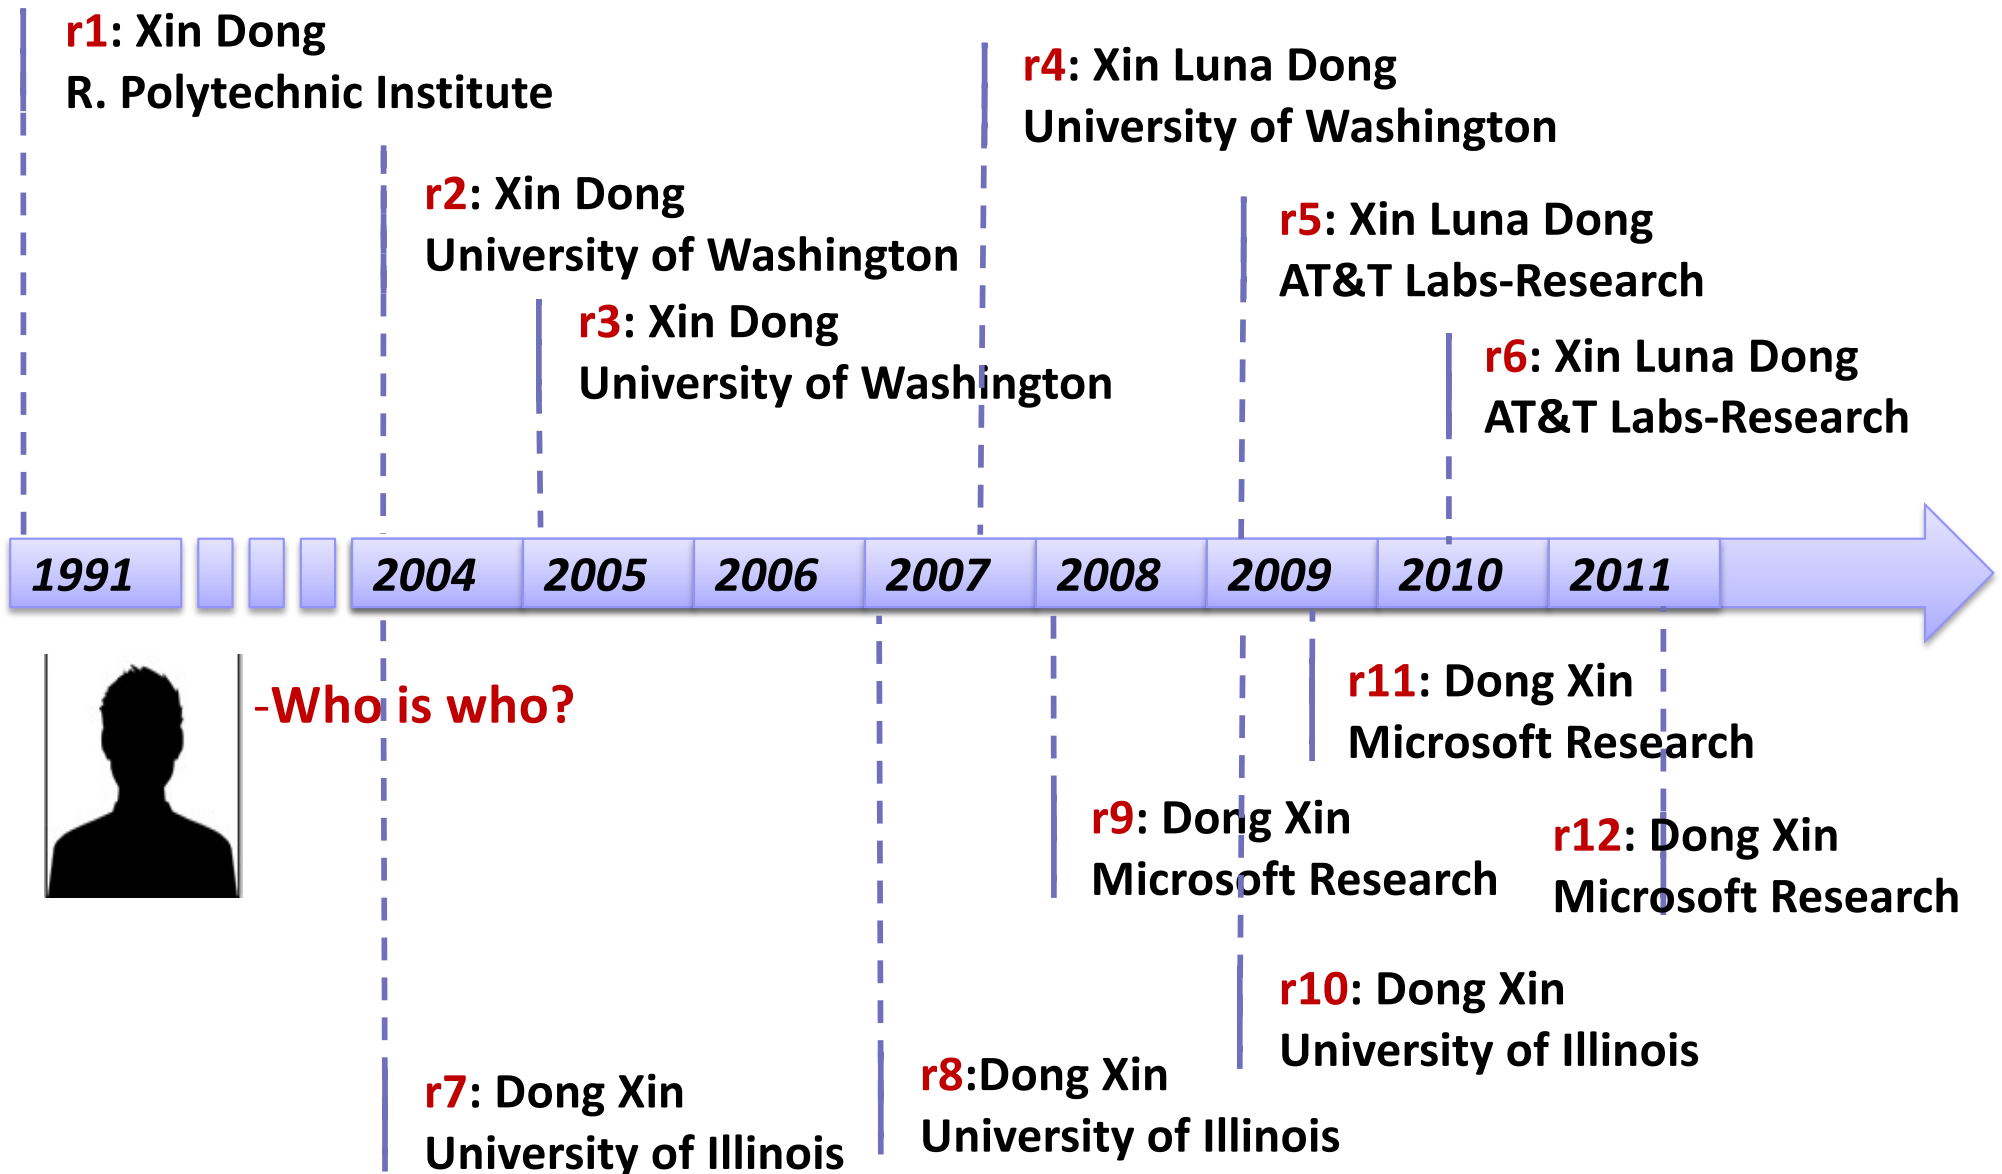 r1: Xin Dong
R. Polytechnic Institute
r2: Xin Dong
University of Washington
r3: Xin Dong
University of Washington
r4: Xin Luna Dong
University of Washington
r5: Xin Luna Dong
AT&T Labs-Research
r6: Xin Luna Dong
AT&T Labs-Research
1991 2004 2005 2006 2007 2008 2009 2010 2011
-Who is who?
r7: Dong Xin
University of Illinois
r8:Dong Xin
University of Illinois
r9: Dong Xin
Microsoft Research
r10: Dong Xin
University of Illinois
r11: Dong Xin
Microsoft Research
r12: Dong Xin
Microsoft Research